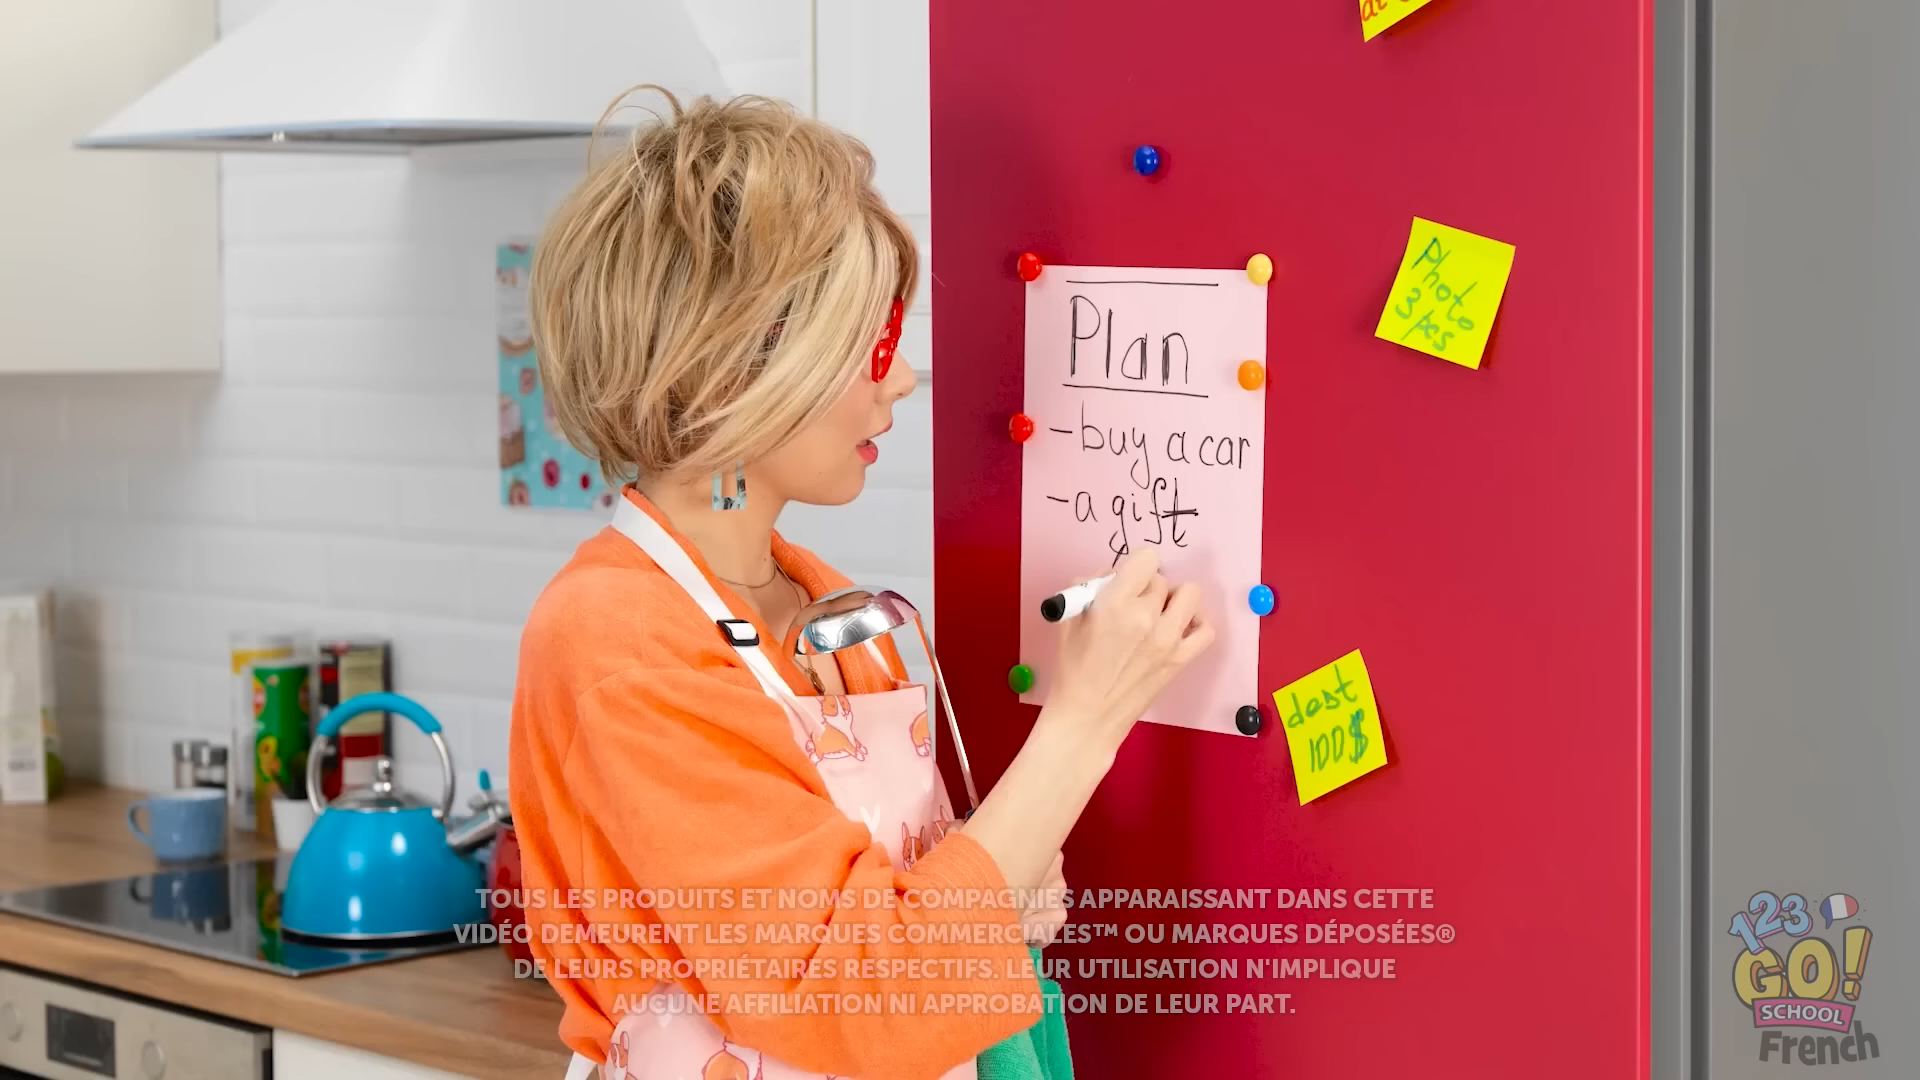 Photo
3 pcs
Plan
-buy a car
-a gift
dest
100$
TOUS LES PRODUITS ET NOMS DE COMPAGNIES APPARAISSANT DANS CETTE
VIDÉO DEMEURENT LES MARQUES COMMERCIALES™ OU MARQUES DÉPOSÉES®
DE LEURS PROPRIÉTAIRES RESPECTIFS. LEUR UTILISATION N'IMPLIQUE
AUCUNE AFFILIATION NI APPROBATION DE LEUR PART.
123
GO!
SCHOOL
French